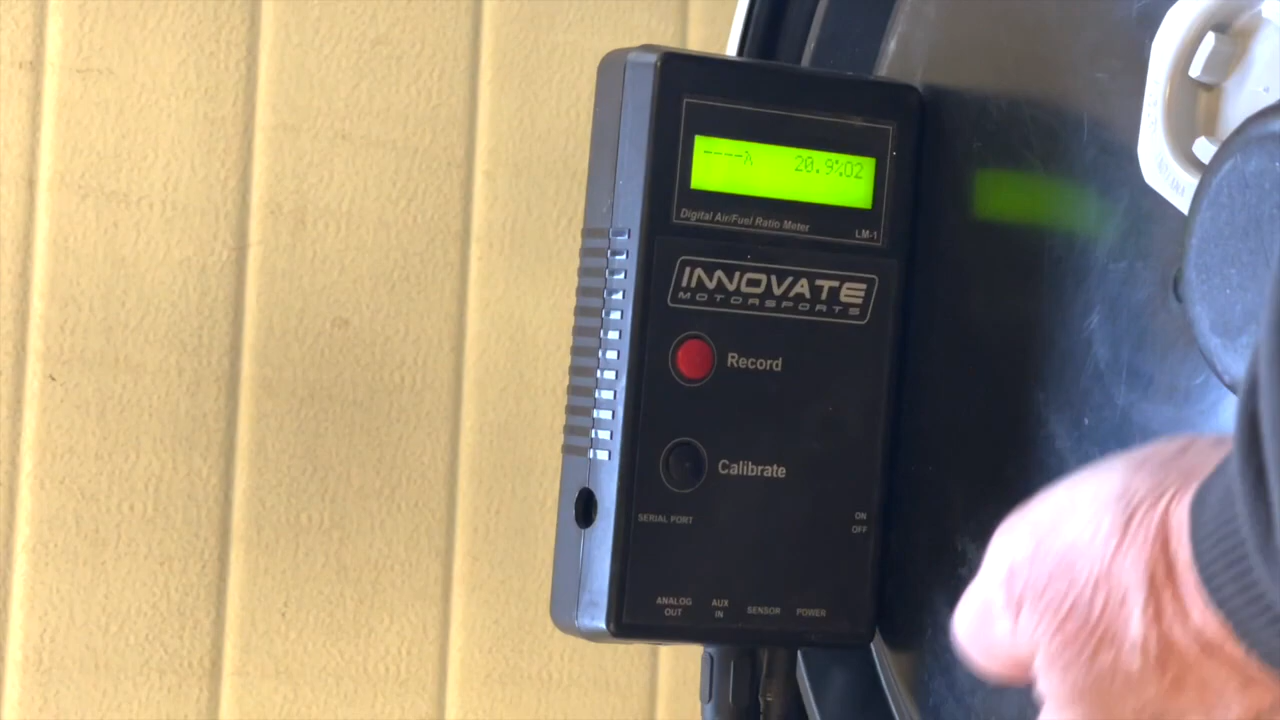 ----λ 20.9%O2
Digital Air/Fuel Ratio Meter LM-1
INNOVATE
MOTORSPORTS
Record
Calibrate
SERIAL PORT
ON
OFF
ANALOG OUT
AUX IN
SENSOR
POWER